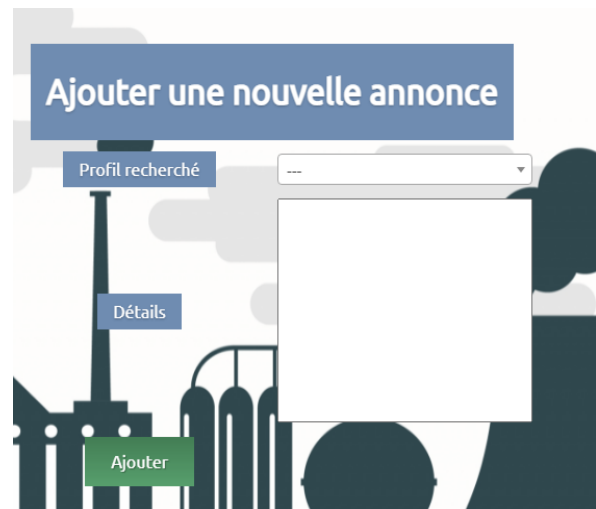 Ajouter une nouvelle annonce
Profil recherché
---
Détails
Ajouter